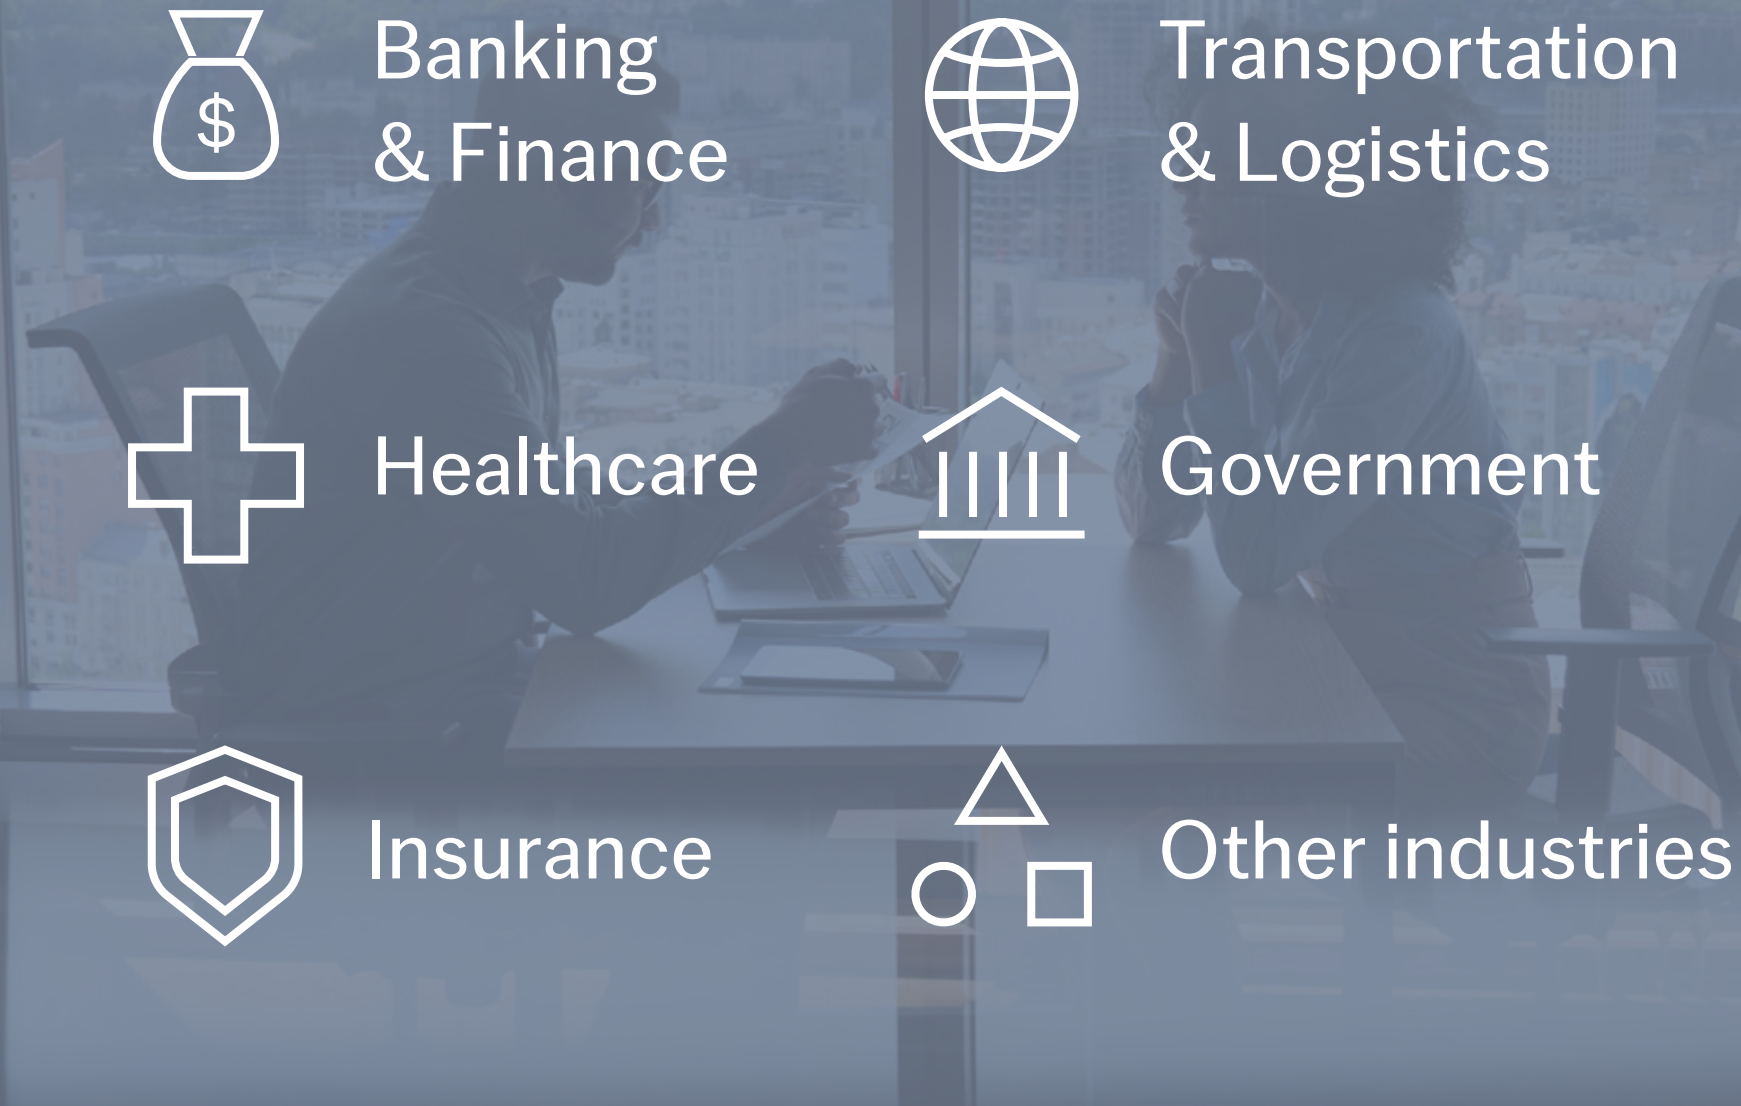 $
Banking
& Finance
Transportation
& Logistics
Healthcare
Government
Insurance
Other industries